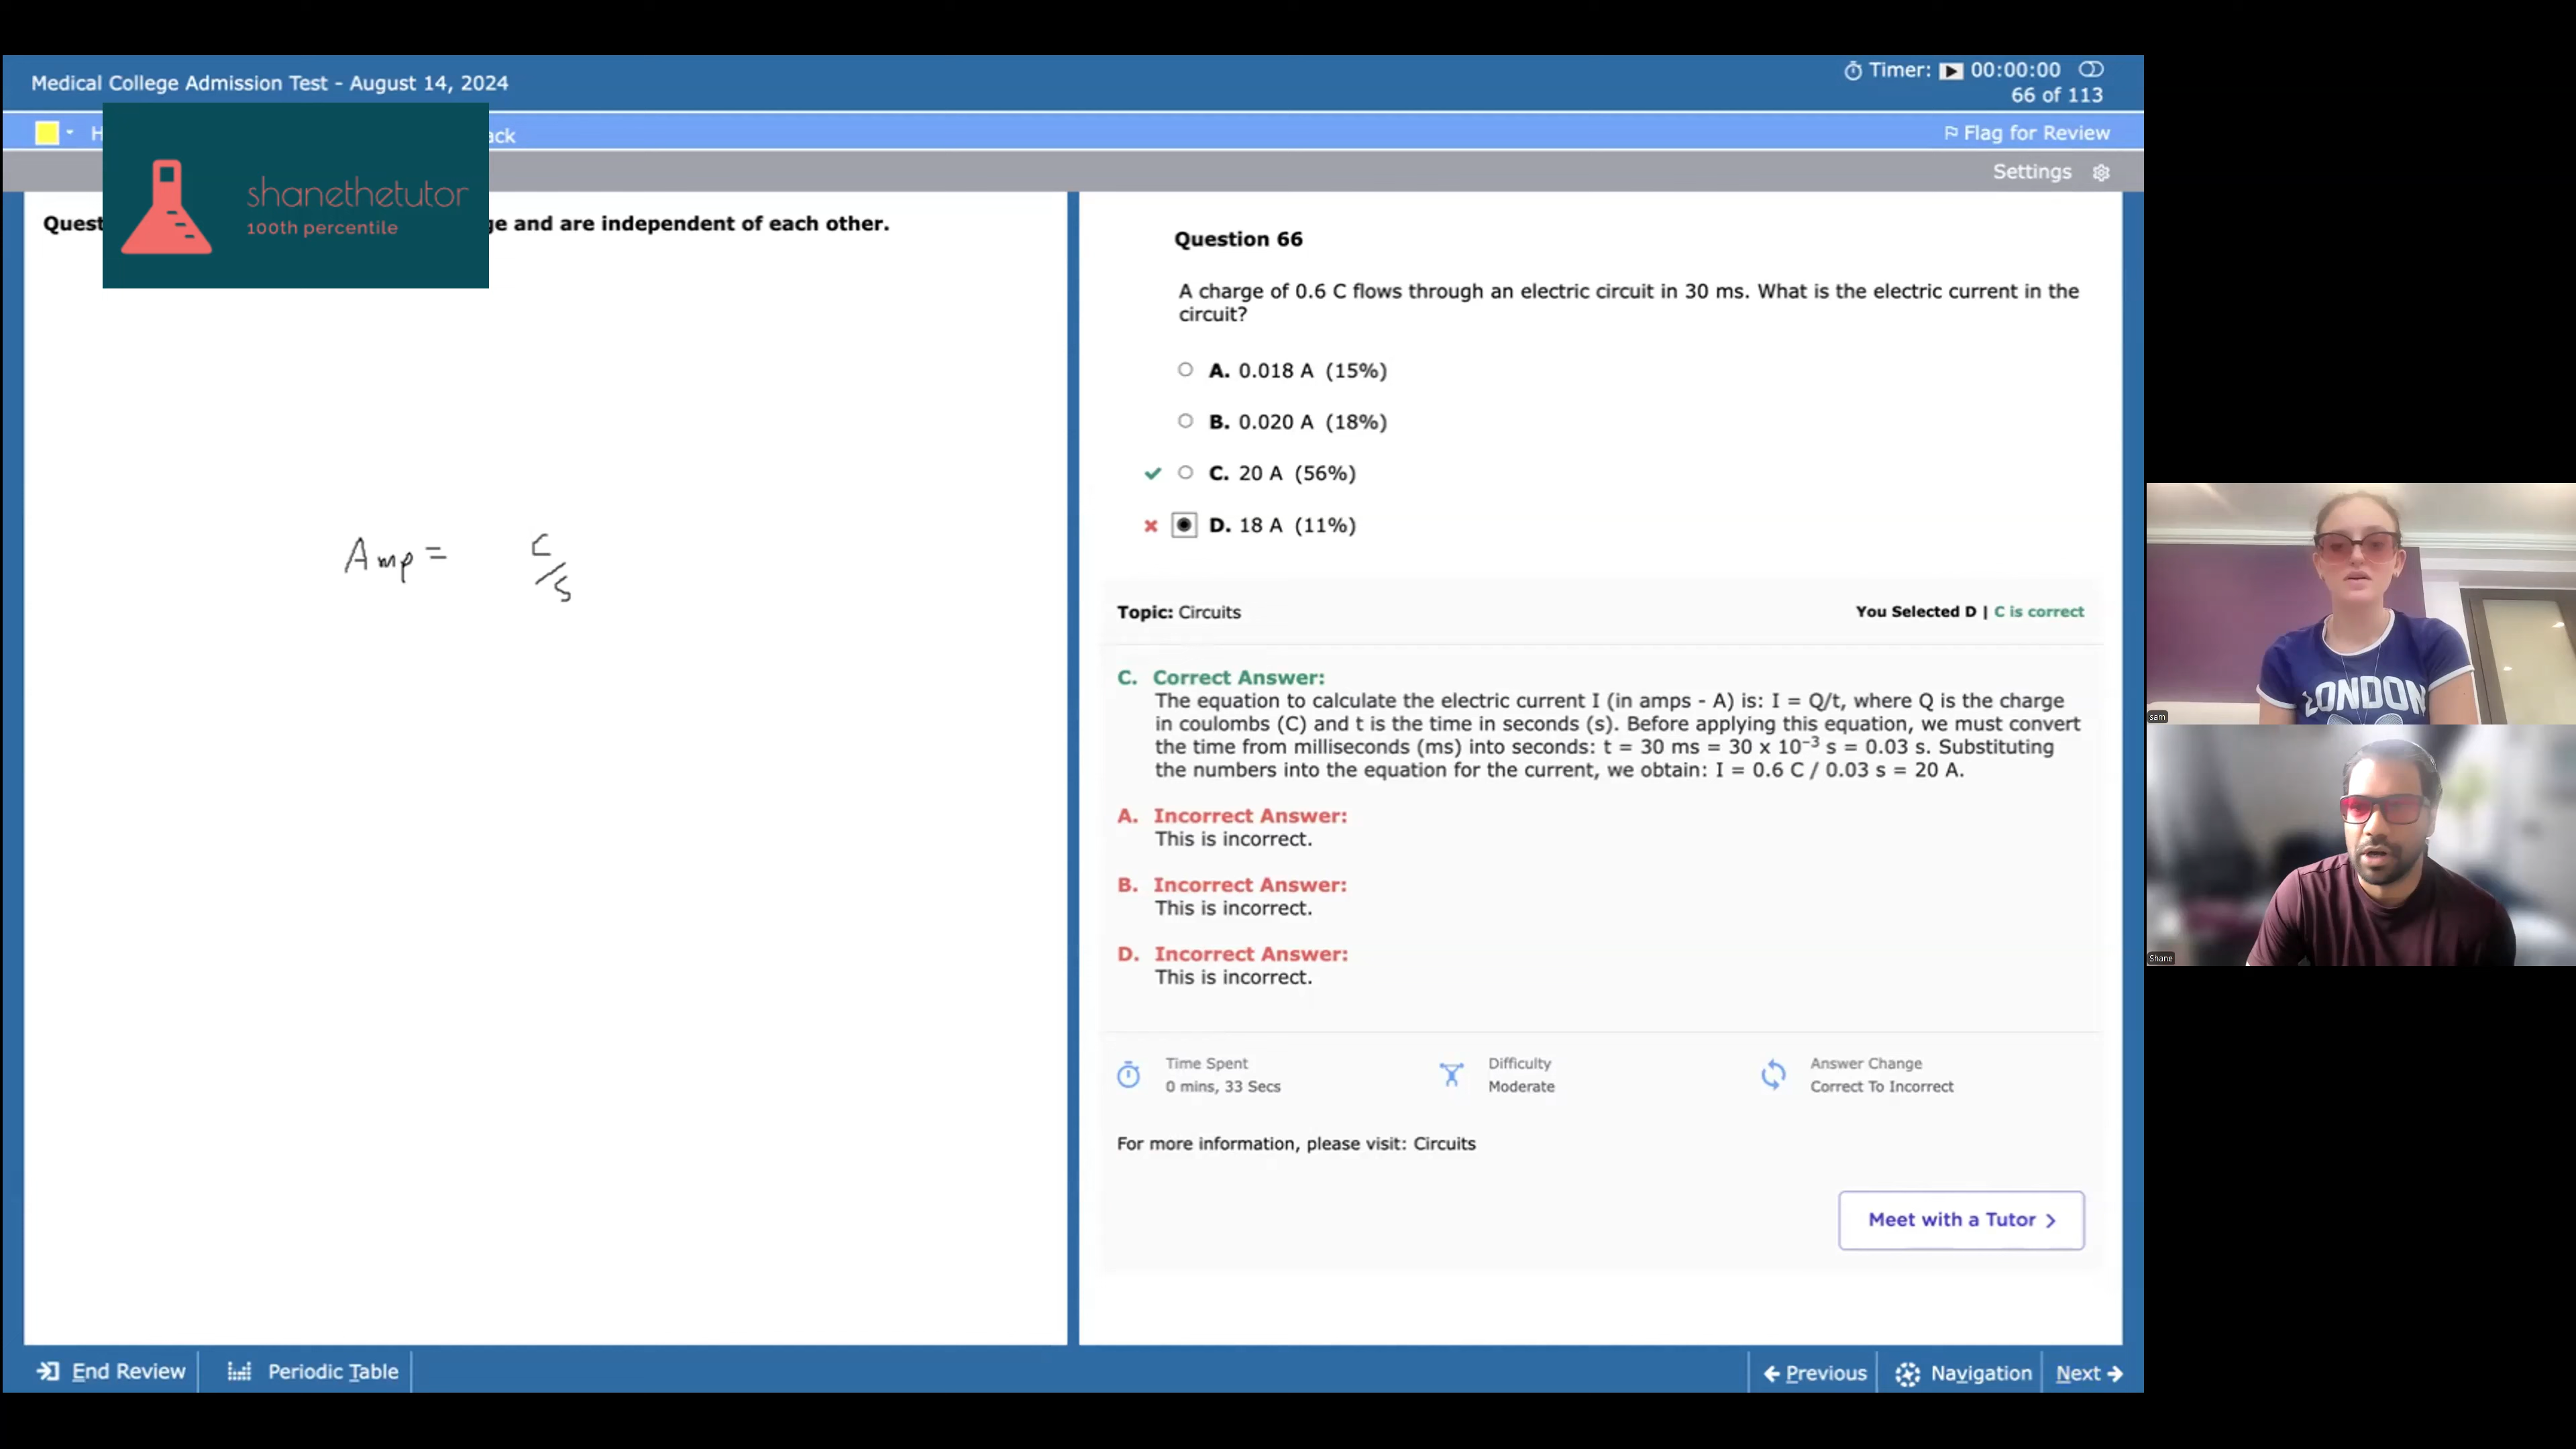 Medical College Admission Test - August 14, 2024
Timer: 00:00:00
66 of 113
H
ack
Flag for Review
Settings
shanethetutor
100th percentile
Quest
ge and are independent of each other.
Amp = C/s
Question 66
A charge of 0.6 C flows through an electric circuit in 30 ms. What is the electric current in the
circuit?
A. 0.018 A (15%)
B. 0.020 A (18%)
C. 20 A (56%)
D. 18 A (11%)
Topic: Circuits
You Selected D | C is correct
C. Correct Answer:
The equation to calculate the electric current I (in amps - A) is: I = Q/t, where Q is the charge
in coulombs (C) and t is the time in seconds (s). Before applying this equation, we must convert
the time from milliseconds (ms) into seconds: t = 30 ms = 30 x 10⁻³ s = 0.03 s. Substituting
the numbers into the equation for the current, we obtain: I = 0.6 C / 0.03 s = 20 A.
A. Incorrect Answer:
This is incorrect.
B. Incorrect Answer:
This is incorrect.
D. Incorrect Answer:
This is incorrect.
Time Spent
0 mins, 33 Secs
Difficulty
Moderate
Answer Change
Correct To Incorrect
For more information, please visit: Circuits
Meet with a Tutor >
End Review
Periodic Table
Previous
Navigation
Next
LONDON
sam
Shane